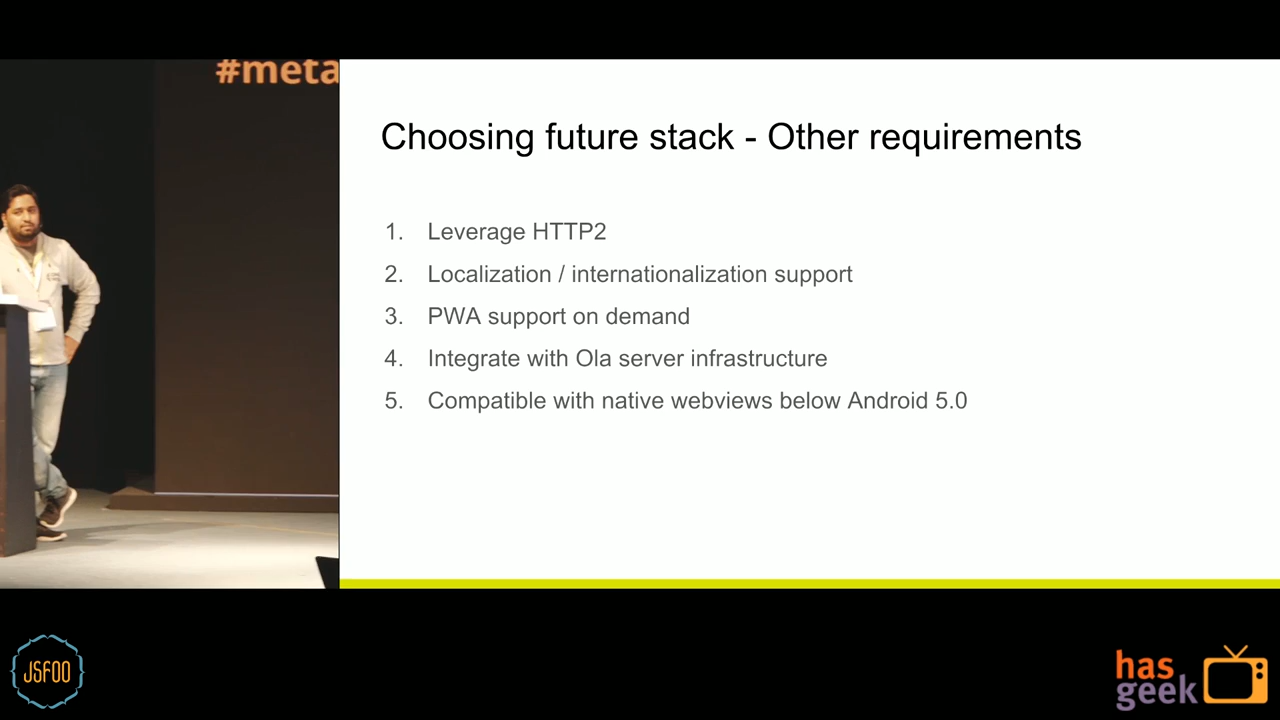 #meta
Choosing future stack - Other requirements
1. Leverage HTTP2
2. Localization / internationalization support
3. PWA support on demand
4. Integrate with Ola server infrastructure
5. Compatible with native webviews below Android 5.0
JSFOO
has
geek